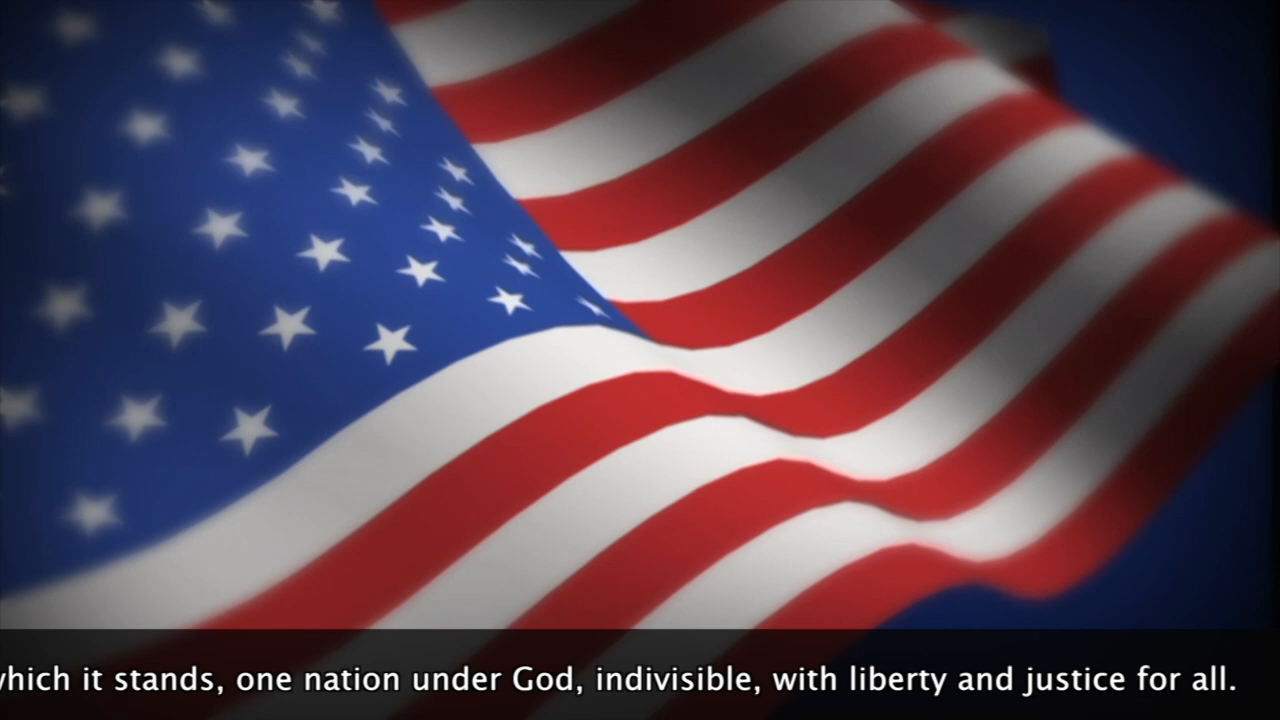 which it stands, one nation under God, indivisible, with liberty and justice for all.